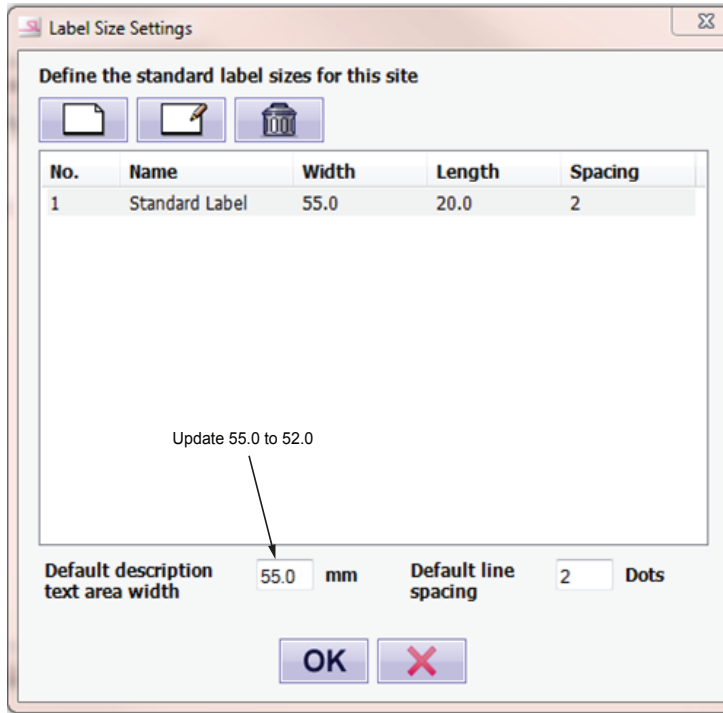 Label Size Settings
Define the standard label sizes for this site
No. Name Width Length Spacing
1 Standard Label 55.0 20.0 2
Update 55.0 to 52.0
Default description text area width 55.0 mm Default line spacing 2 Dots
OK